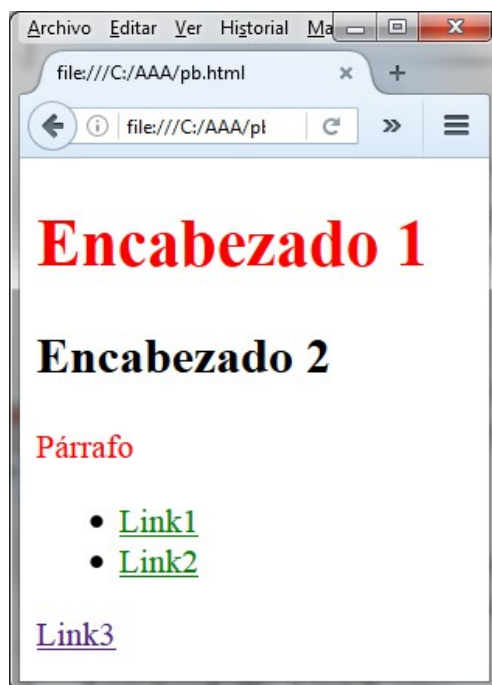 Archivo Editar Ver Historial Ma
file:///C:/AAA/pb.html
file:///C:/AAA/pl
Encabezado 1
Encabezado 2
Párrafo
Link1
Link2
Link3